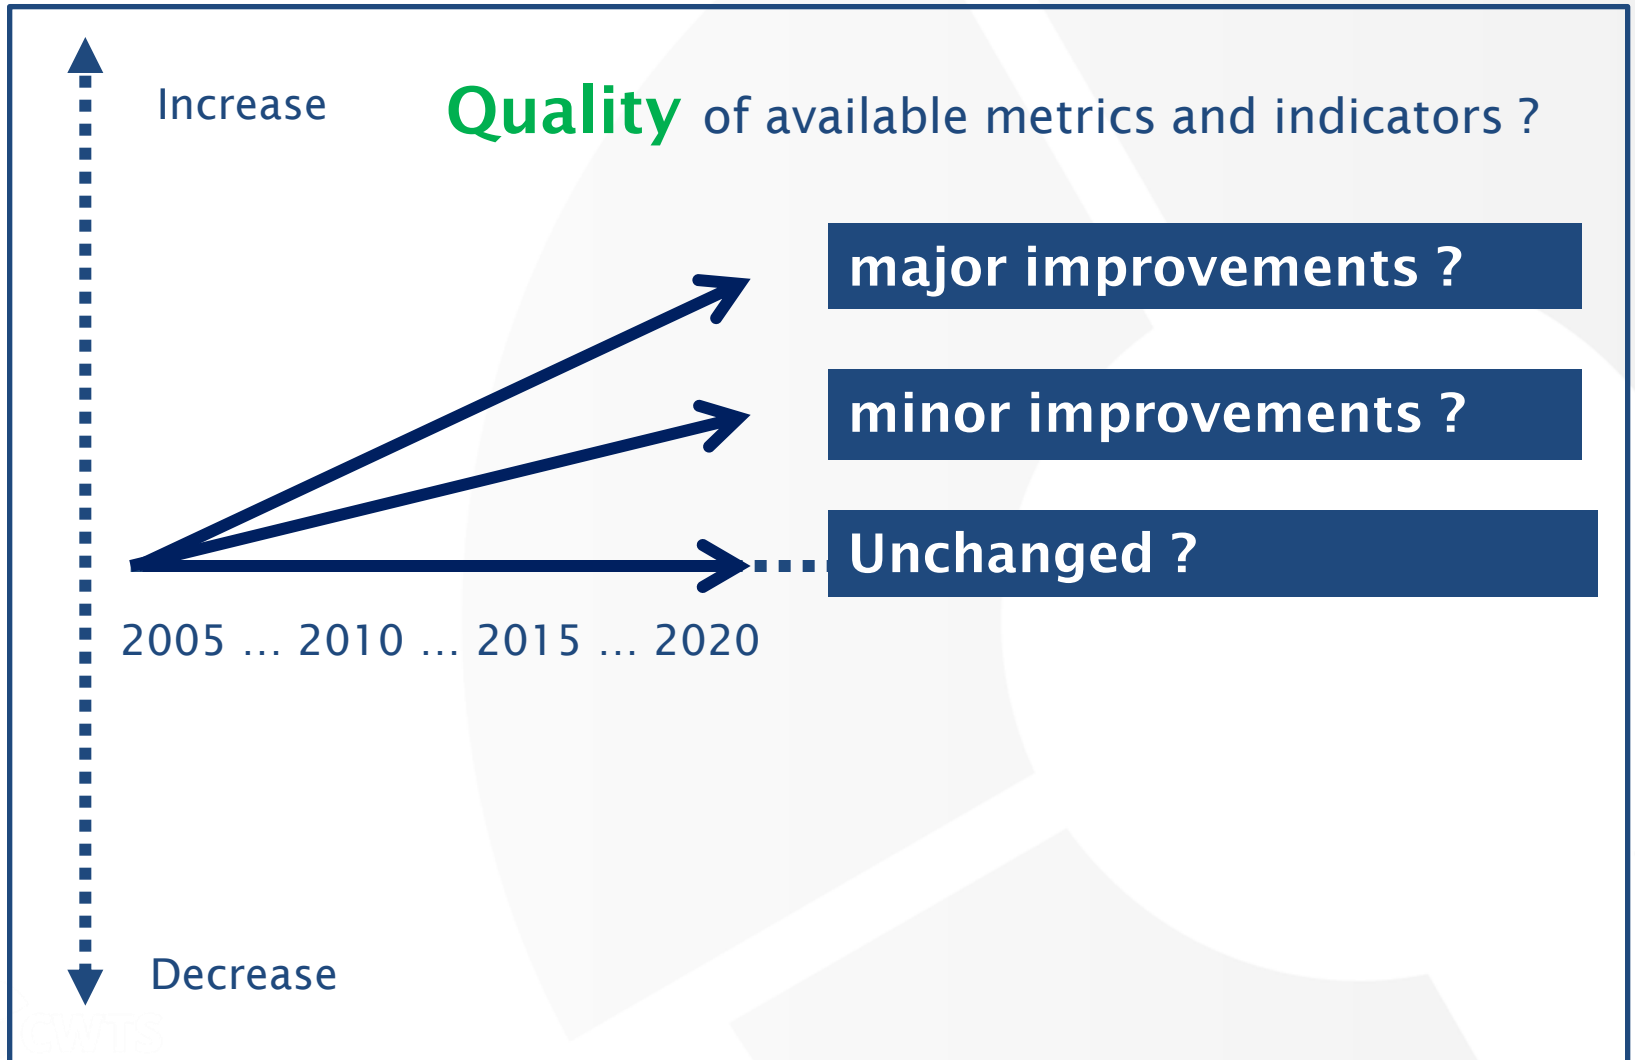 Increase
Quality of available metrics and indicators ?
major improvements ?
minor improvements ?
Unchanged ?
2005 ... 2010 ... 2015 ... 2020
Decrease